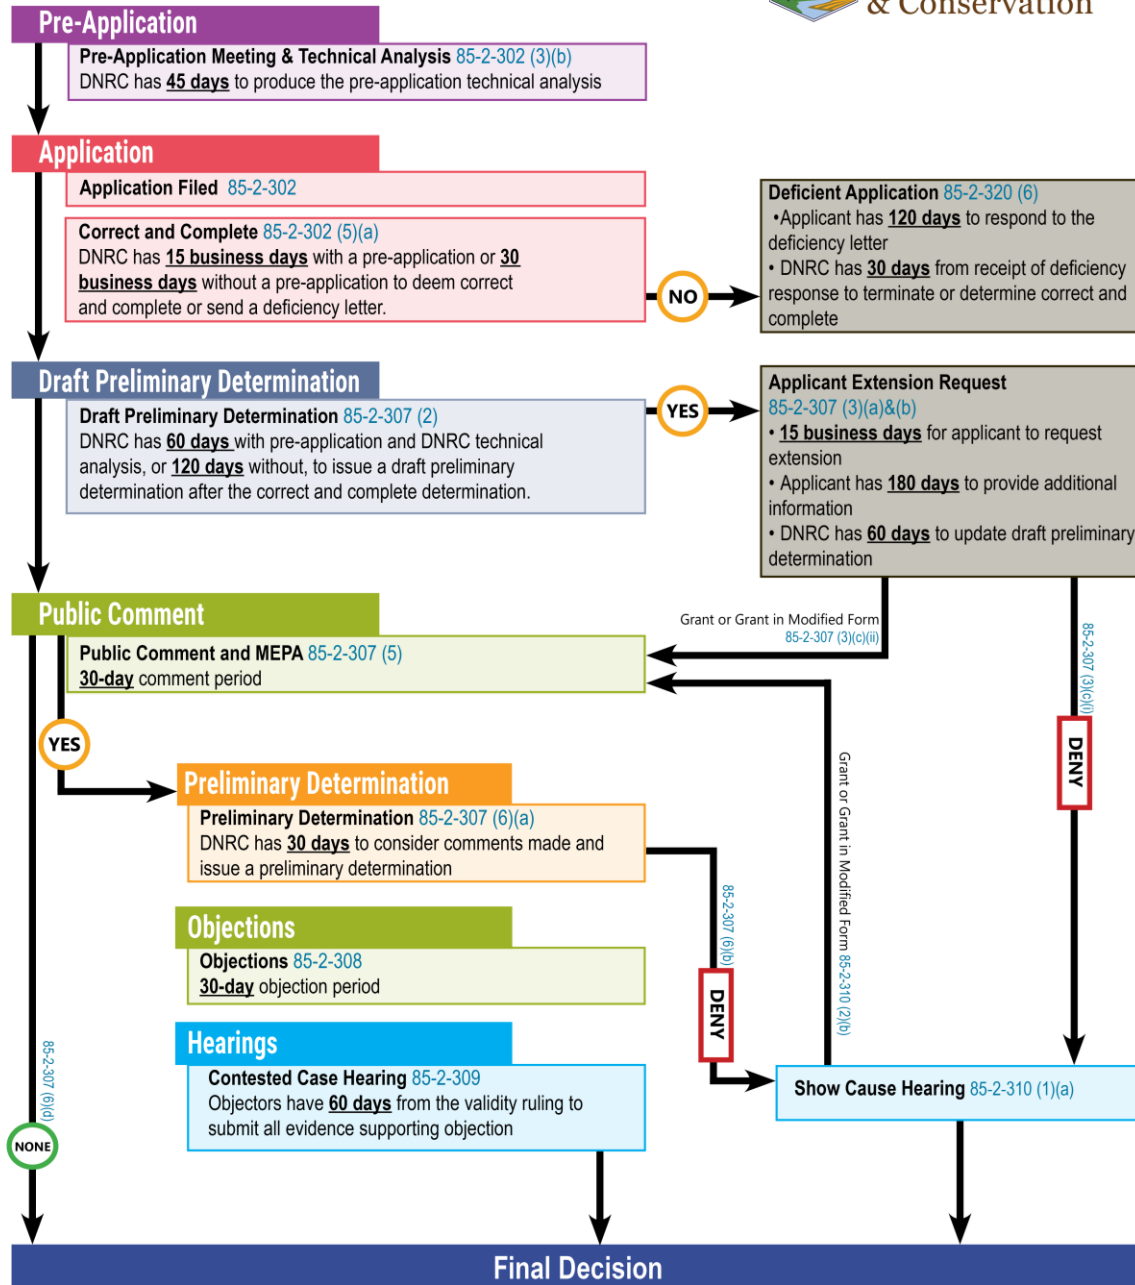 & Conservation
Pre-Application
Pre-Application Meeting & Technical Analysis 85-2-302 (3)(b)
DNRC has 45 days to produce the pre-application technical analysis
Application
Application Filed 85-2-302
Correct and Complete 85-2-302 (5)(a)
DNRC has 15 business days with a pre-application or 30
business days without a pre-application to deem correct
and complete or send a deficiency letter.
NO
Deficient Application 85-2-320 (6)
•Applicant has 120 days to respond to the
deficiency letter
• DNRC has 30 days from receipt of deficiency
response to terminate or determine correct and
complete
Draft Preliminary Determination
Draft Preliminary Determination 85-2-307 (2)
DNRC has 60 days with pre-application and DNRC technical
analysis, or 120 days without, to issue a draft preliminary
determination after the correct and complete determination.
YES
Applicant Extension Request
85-2-307 (3)(a)&(b)
• 15 business days for applicant to request
extension
• Applicant has 180 days to provide additional
information
• DNRC has 60 days to update draft preliminary
determination
Grant or Grant in Modified Form
85-2-307 (3)(c)(ii)
85-2-307 (3)(c)(i)
DENY
Public Comment
Public Comment and MEPA 85-2-307 (5)
30-day comment period
YES
Preliminary Determination
Preliminary Determination 85-2-307 (6)(a)
DNRC has 30 days to consider comments made and
issue a preliminary determination
85-2-307 (6)(b)
DENY
Grant or Grant in Modified Form 85-2-310 (2)(b)
Objections
Objections 85-2-308
30-day objection period
Hearings
Contested Case Hearing 85-2-309
Objectors have 60 days from the validity ruling to
submit all evidence supporting objection
Show Cause Hearing 85-2-310 (1)(a)
85-2-307 (6)(d)
NONE
Final Decision